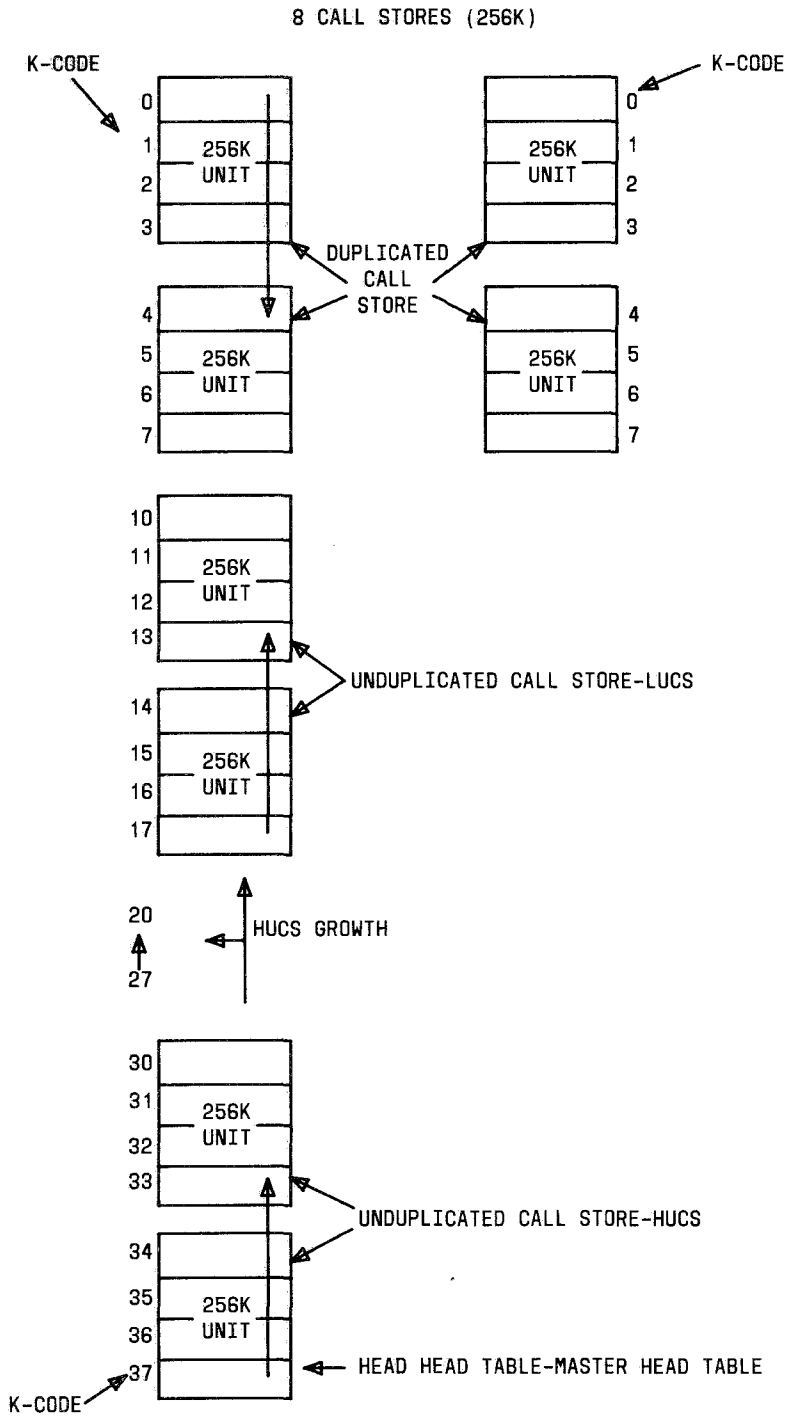 8 CALL STORES (256K)
K-CODE
K-CODE
0
1
2
3
256K
UNIT
256K
UNIT
0
1
2
3
DUPLICATED
CALL
STORE
4
5
6
7
256K
UNIT
256K
UNIT
4
5
6
7
10
11
12
13
256K
UNIT
UNDUPLICATED CALL STORE-LUCS
14
15
16
17
256K
UNIT
20
27
HUCS GROWTH
30
31
32
33
256K
UNIT
UNDUPLICATED CALL STORE-HUCS
34
35
36
37
256K
UNIT
HEAD HEAD TABLE-MASTER HEAD TABLE
K-CODE